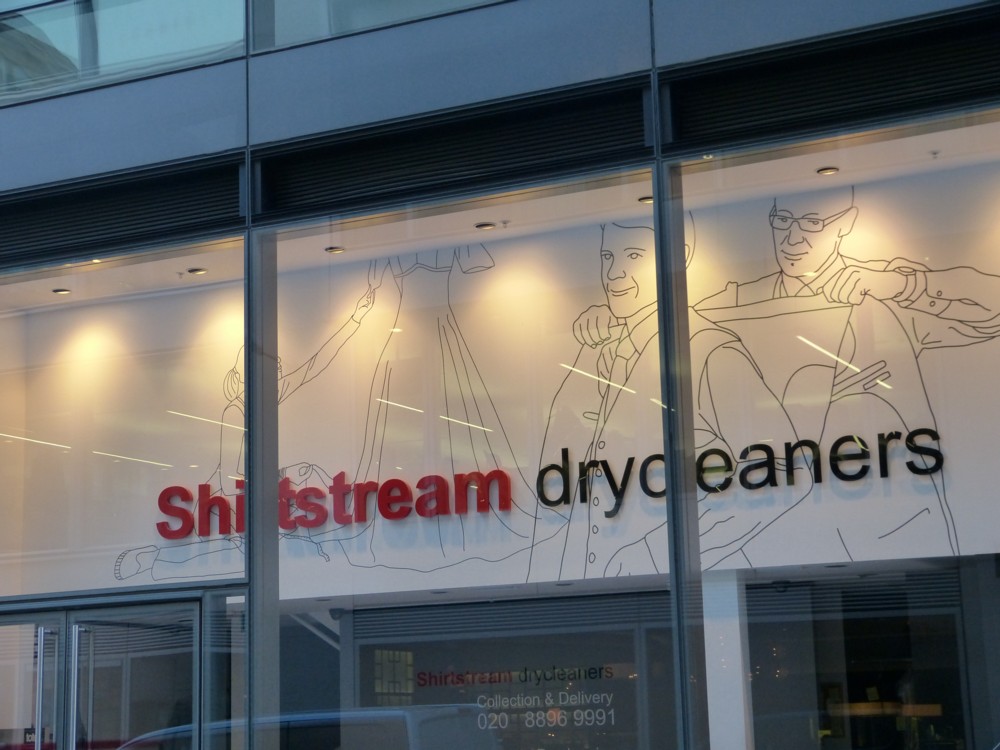 Shirtstream drycleaners
Shirtstream drycleaners
Collection & Delivery
020 8896 9991